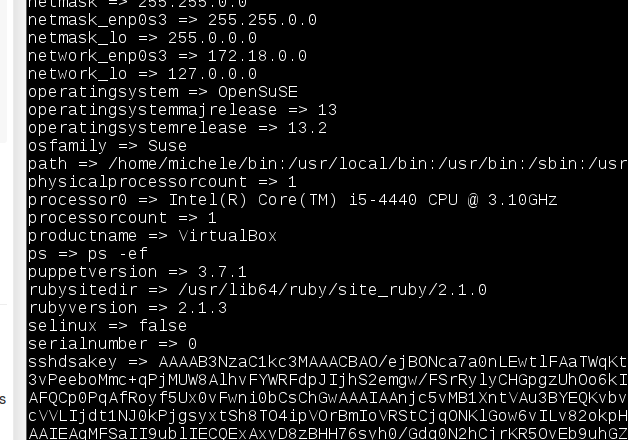 netmask => 255.255.0.0
netmask_enp0s3 => 255.255.0.0
netmask_lo => 255.0.0.0
network_enp0s3 => 172.18.0.0
network_lo => 127.0.0.0
operatingsystem => OpenSuSE
operatingsystemmajrelease => 13
operatingsystemrelease => 13.2
osfamily => Suse
path => /home/michele/bin:/usr/local/bin:/usr/bin:/sbin:/usr
physicalprocessorcount => 1
processor0 => Intel(R) Core(TM) i5-4440 CPU @ 3.10GHz
processorcount => 1
productname => VirtualBox
ps => ps -ef
puppetversion => 3.7.1
rubysitedir => /usr/lib64/ruby/site_ruby/2.1.0
rubyversion => 2.1.3
selinux => false
serialnumber => 0
sshdsakey => AAAAB3NzaC1kc3MAAACBAO/ejBONca7a0nLEwtlFAaTWqKt
3vPeeboMmc+qPjMUW8AlhvFYWRFdpJIjhS2emgw/FSrRylyCHGpgzUhOo6kI
AFQCp0PqAfRoyf5Ux0vFwni0bCsChGwAAAIAAnjc5vMB1XntVAu3BYEQKvbv
cVVLIjdt1NJ0kPjgsyxtSh8TO4ipVOrBmIoVRStCjqONKlGow6vILv82okpH
AAIEAqMFSaII9ublIECQExAxyD8zBHH76svh0/Gdq0N2hCjrKR5OvEb9uhGZ
s